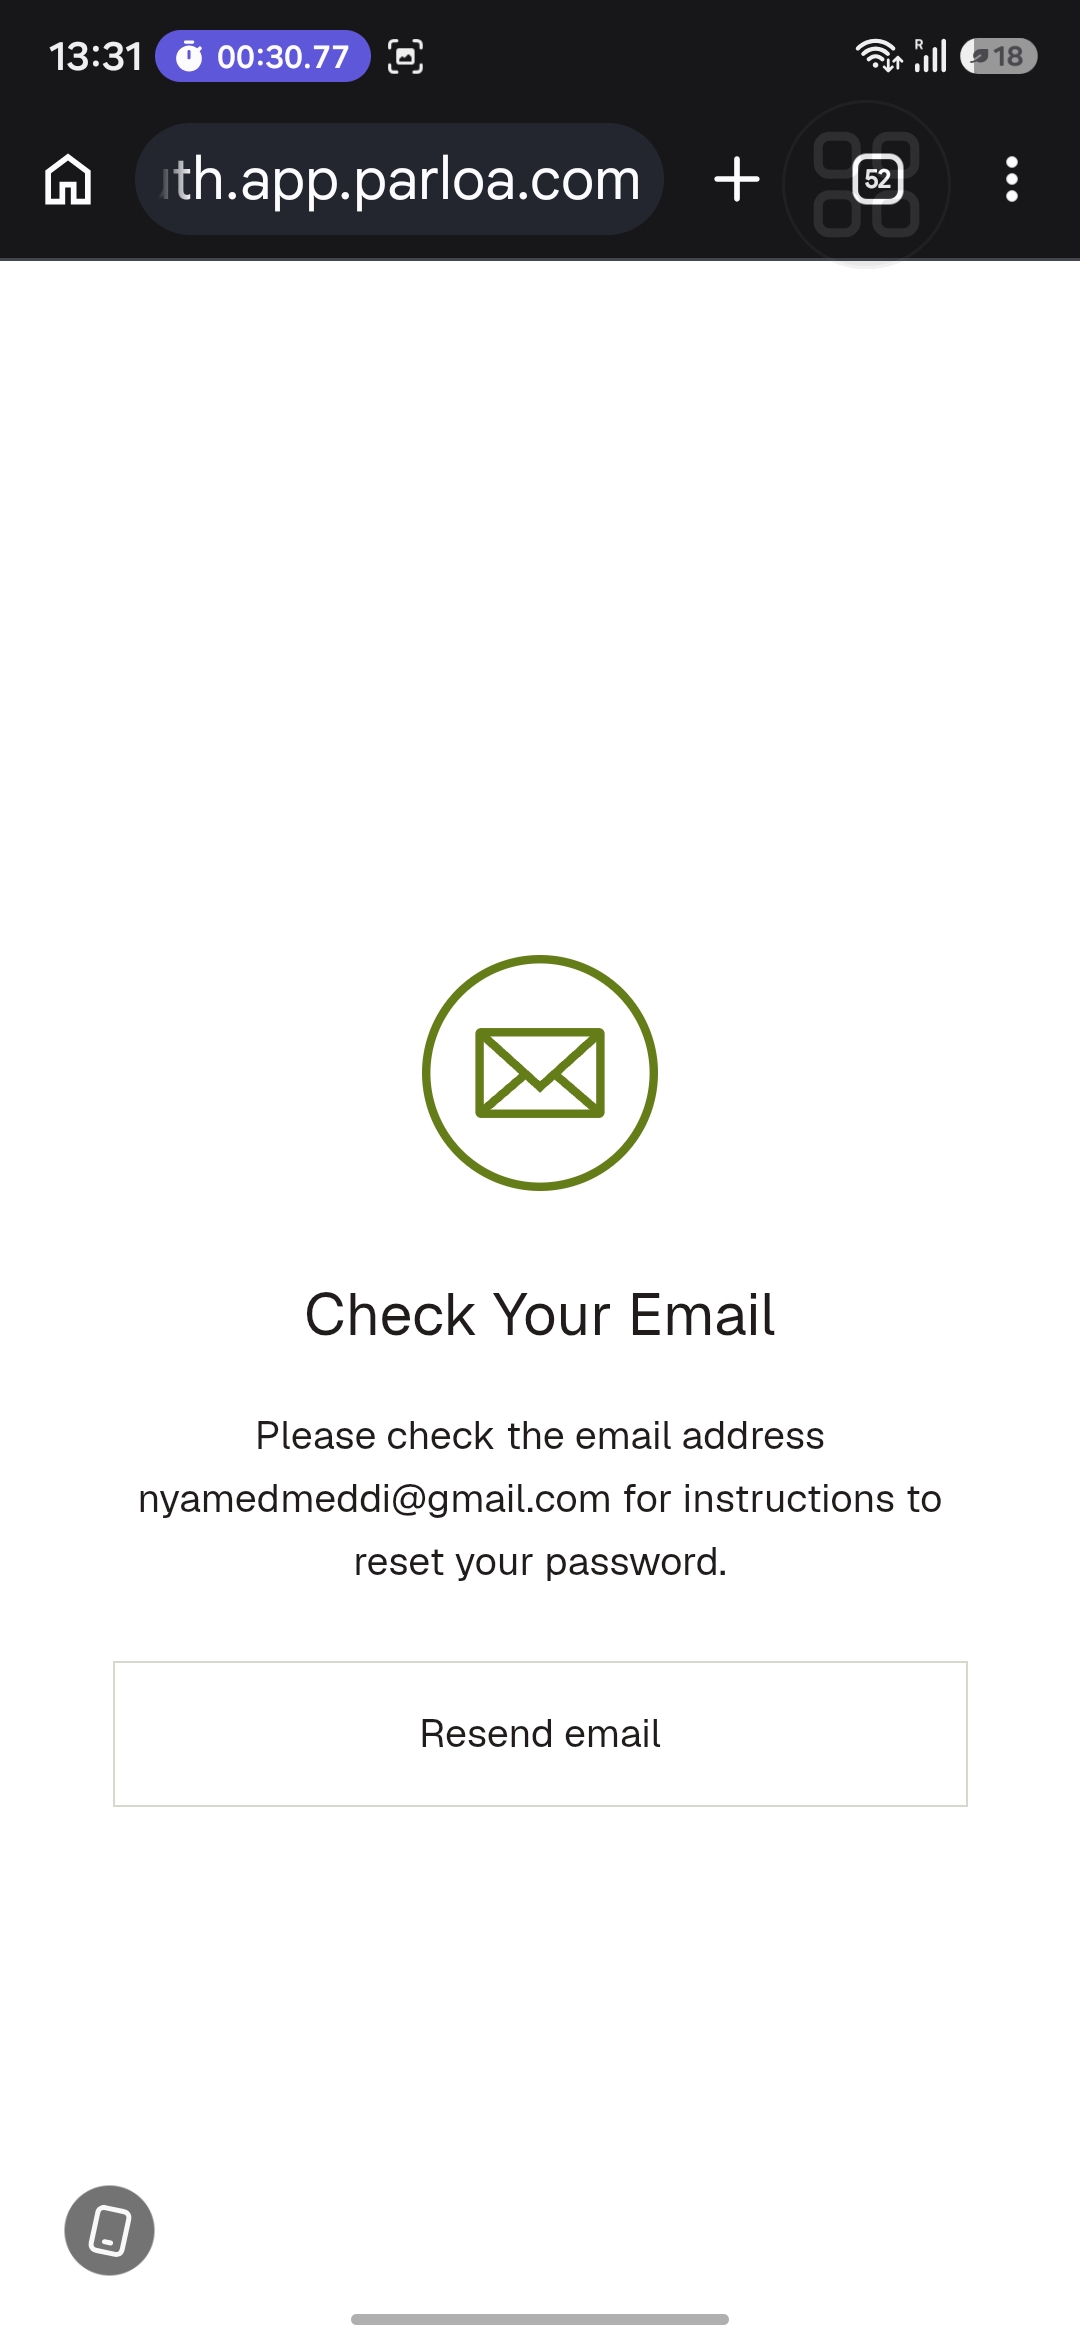 13:31 00:30.77 R 18
th.app.parloa.com 52
Check Your Email
Please check the email address
nyamedmeddi@gmail.com for instructions to
reset your password.
Resend email